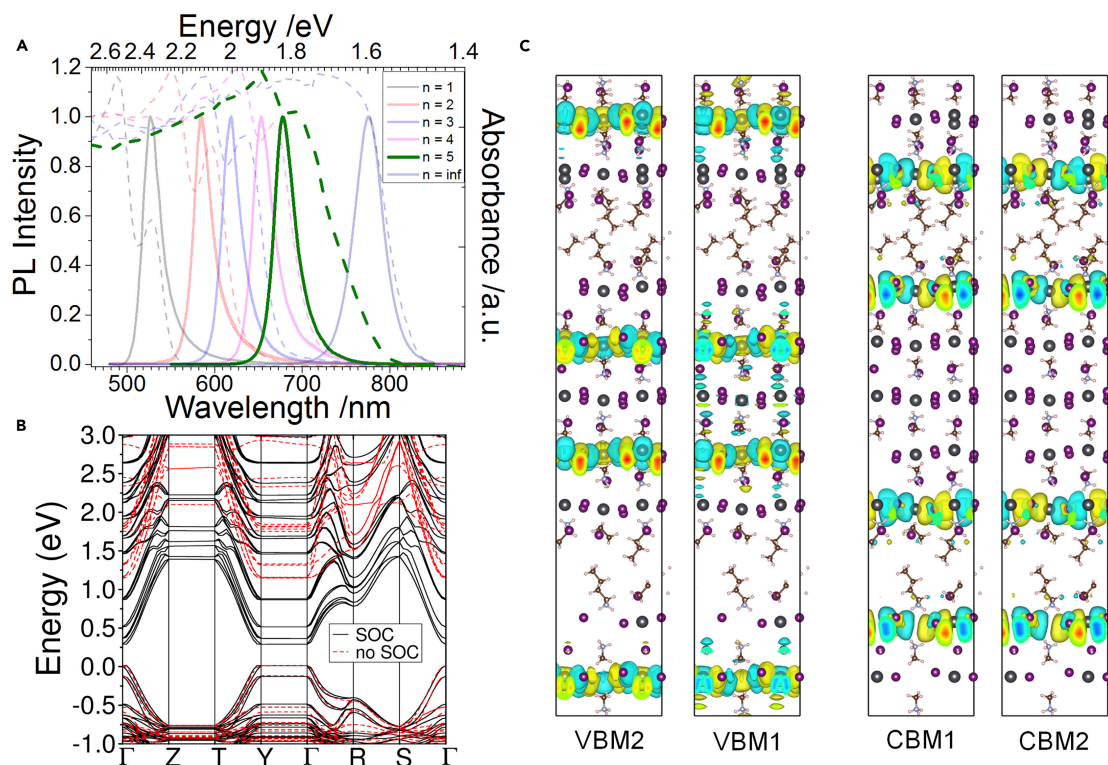 A
Energy /eV
2.6 2.4 2.2 2 1.8 1.6 1.4
1.2
1.0
0.8
0.6
0.4
0.2
0.0
PL Intensity
n = 1
n = 2
n = 3
n = 4
n = 5
n = inf
Absorbance /a.u.
500 600 700 800
Wavelength /nm
B
3.0
2.5
2.0
1.5
1.0
0.5
0.0
-0.5
-1.0
Energy (eV)
SOC
no SOC
Γ Z T Y Γ R S Γ
C
VBM2 VBM1 CBM1 CBM2